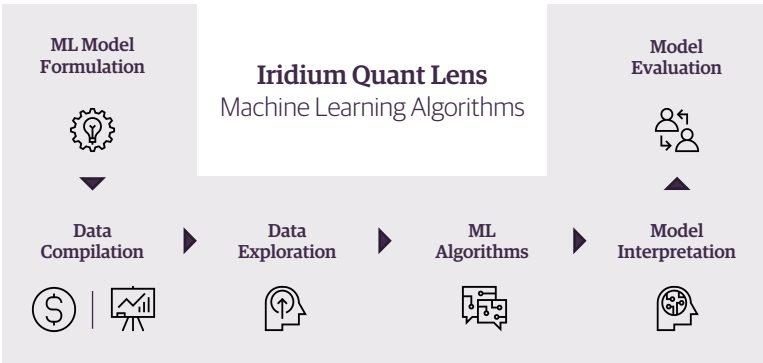 ML Model
Formulation
Iridium Quant Lens
Machine Learning Algorithms
Model
Evaluation
Data
Compilation
Data
Exploration
ML
Algorithms
Model
Interpretation
$